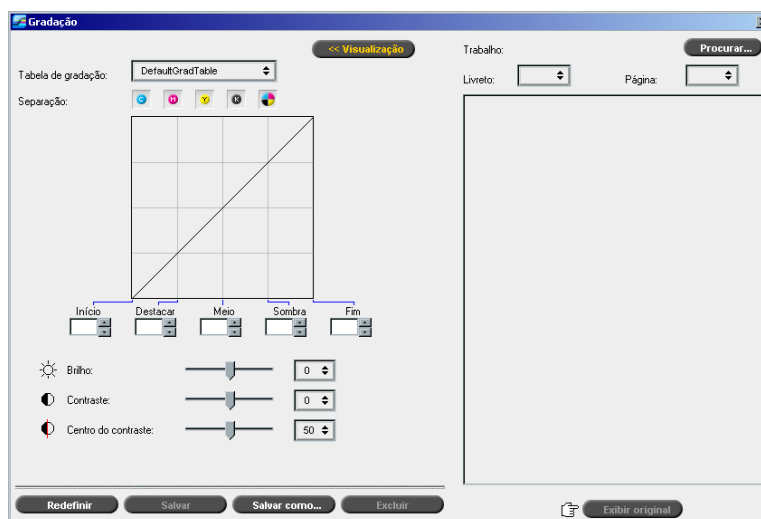 Gradação
<< Visualização
Trabalho:
Procurar...
Tabela de gradação:
DefaultGradTable
Livreto:
Página:
Separação:
C M Y K
Início Destacar Meio Sombra Fim
Brilho: 0
Contraste: 0
Centro do contraste: 50
Redefinir Salvar Salvar como... Excluir
Exibir original